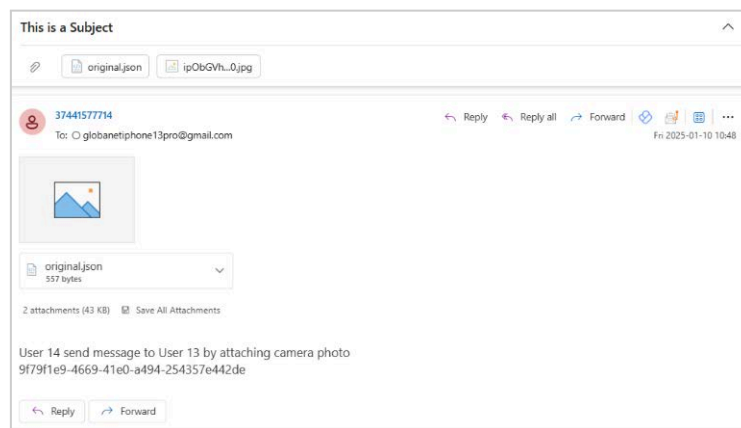 This is a Subject
original.json ipObGVh...0.jpg
37441577714 Reply Reply all Forward
To: globanetiphone13pro@gmail.com Fri 2025-01-10 10:48
original.json
557 bytes
2 attachments (43 KB) Save All Attachments
User 14 send message to User 13 by attaching camera photo
9f79f1e9-4669-41e0-a494-254357e442de
Reply Forward